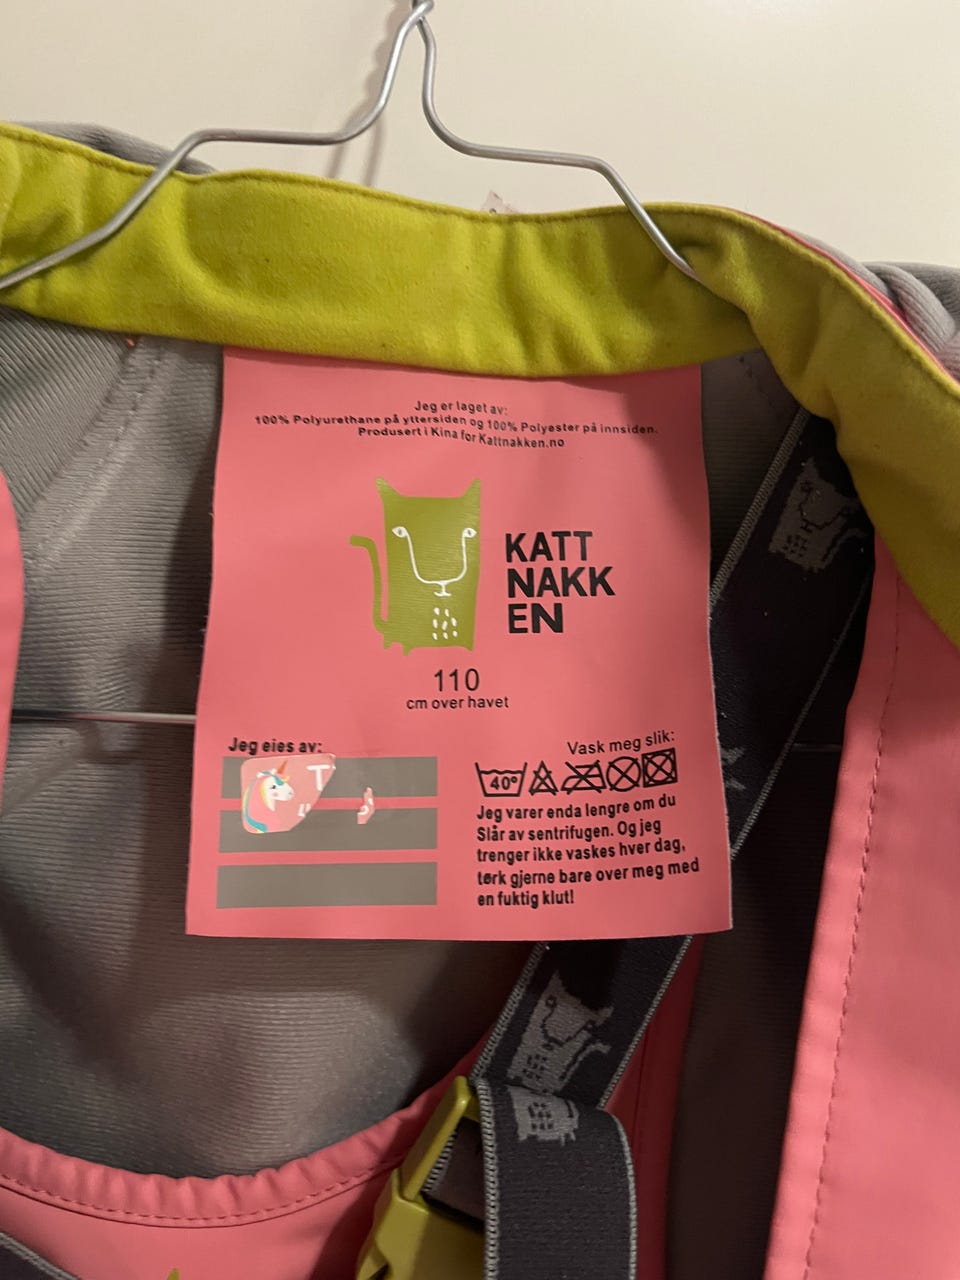 Jeg er laget av:
100% Polyurethane på yttersiden og 100% Polyester på innsiden.
Produsert i Kina for Kattnakken.no
KATT
NAKK
EN
110
cm over havet
Jeg eies av:
T
Vask meg slik:
40°
Jeg varer enda lengre om du
Slår av sentrifugen. Og jeg
trenger ikke vaskes hver dag,
tørk gjerne bare over meg med
en fuktig klut!